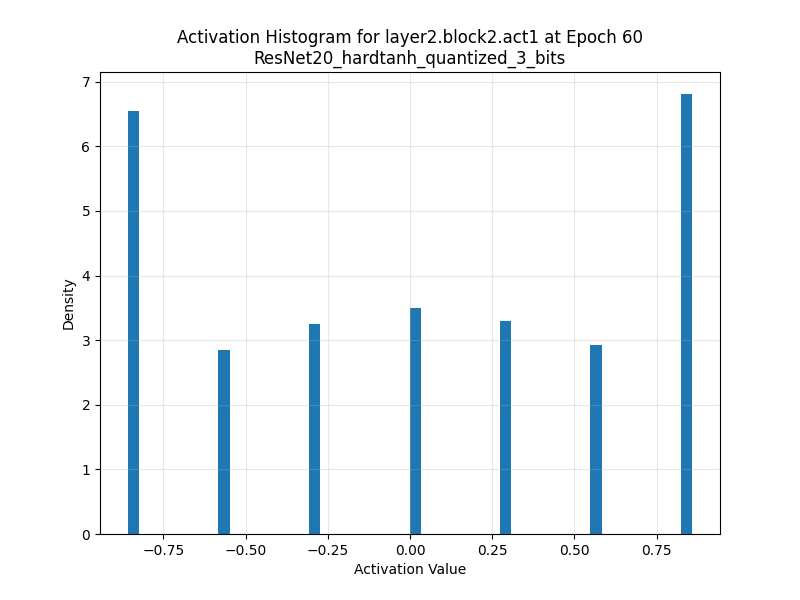 Activation Histogram for layer2.block2.act1 at Epoch 60
ResNet20_hardtanh_quantized_3_bits
7
6
5
4
3
2
1
0
Density
−0.75 −0.50 −0.25 0.00 0.25 0.50 0.75
Activation Value